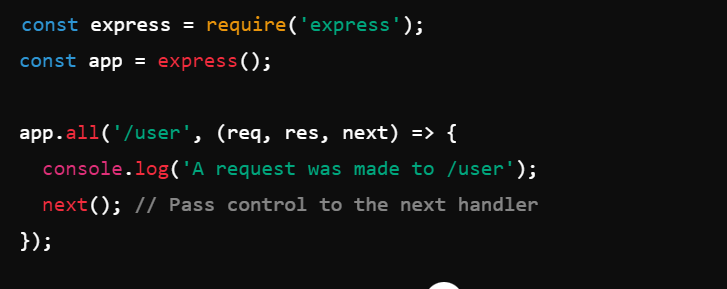 const express = require('express');
const app = express();

app.all('/user', (req, res, next) => {
  console.log('A request was made to /user');
  next(); // Pass control to the next handler
});